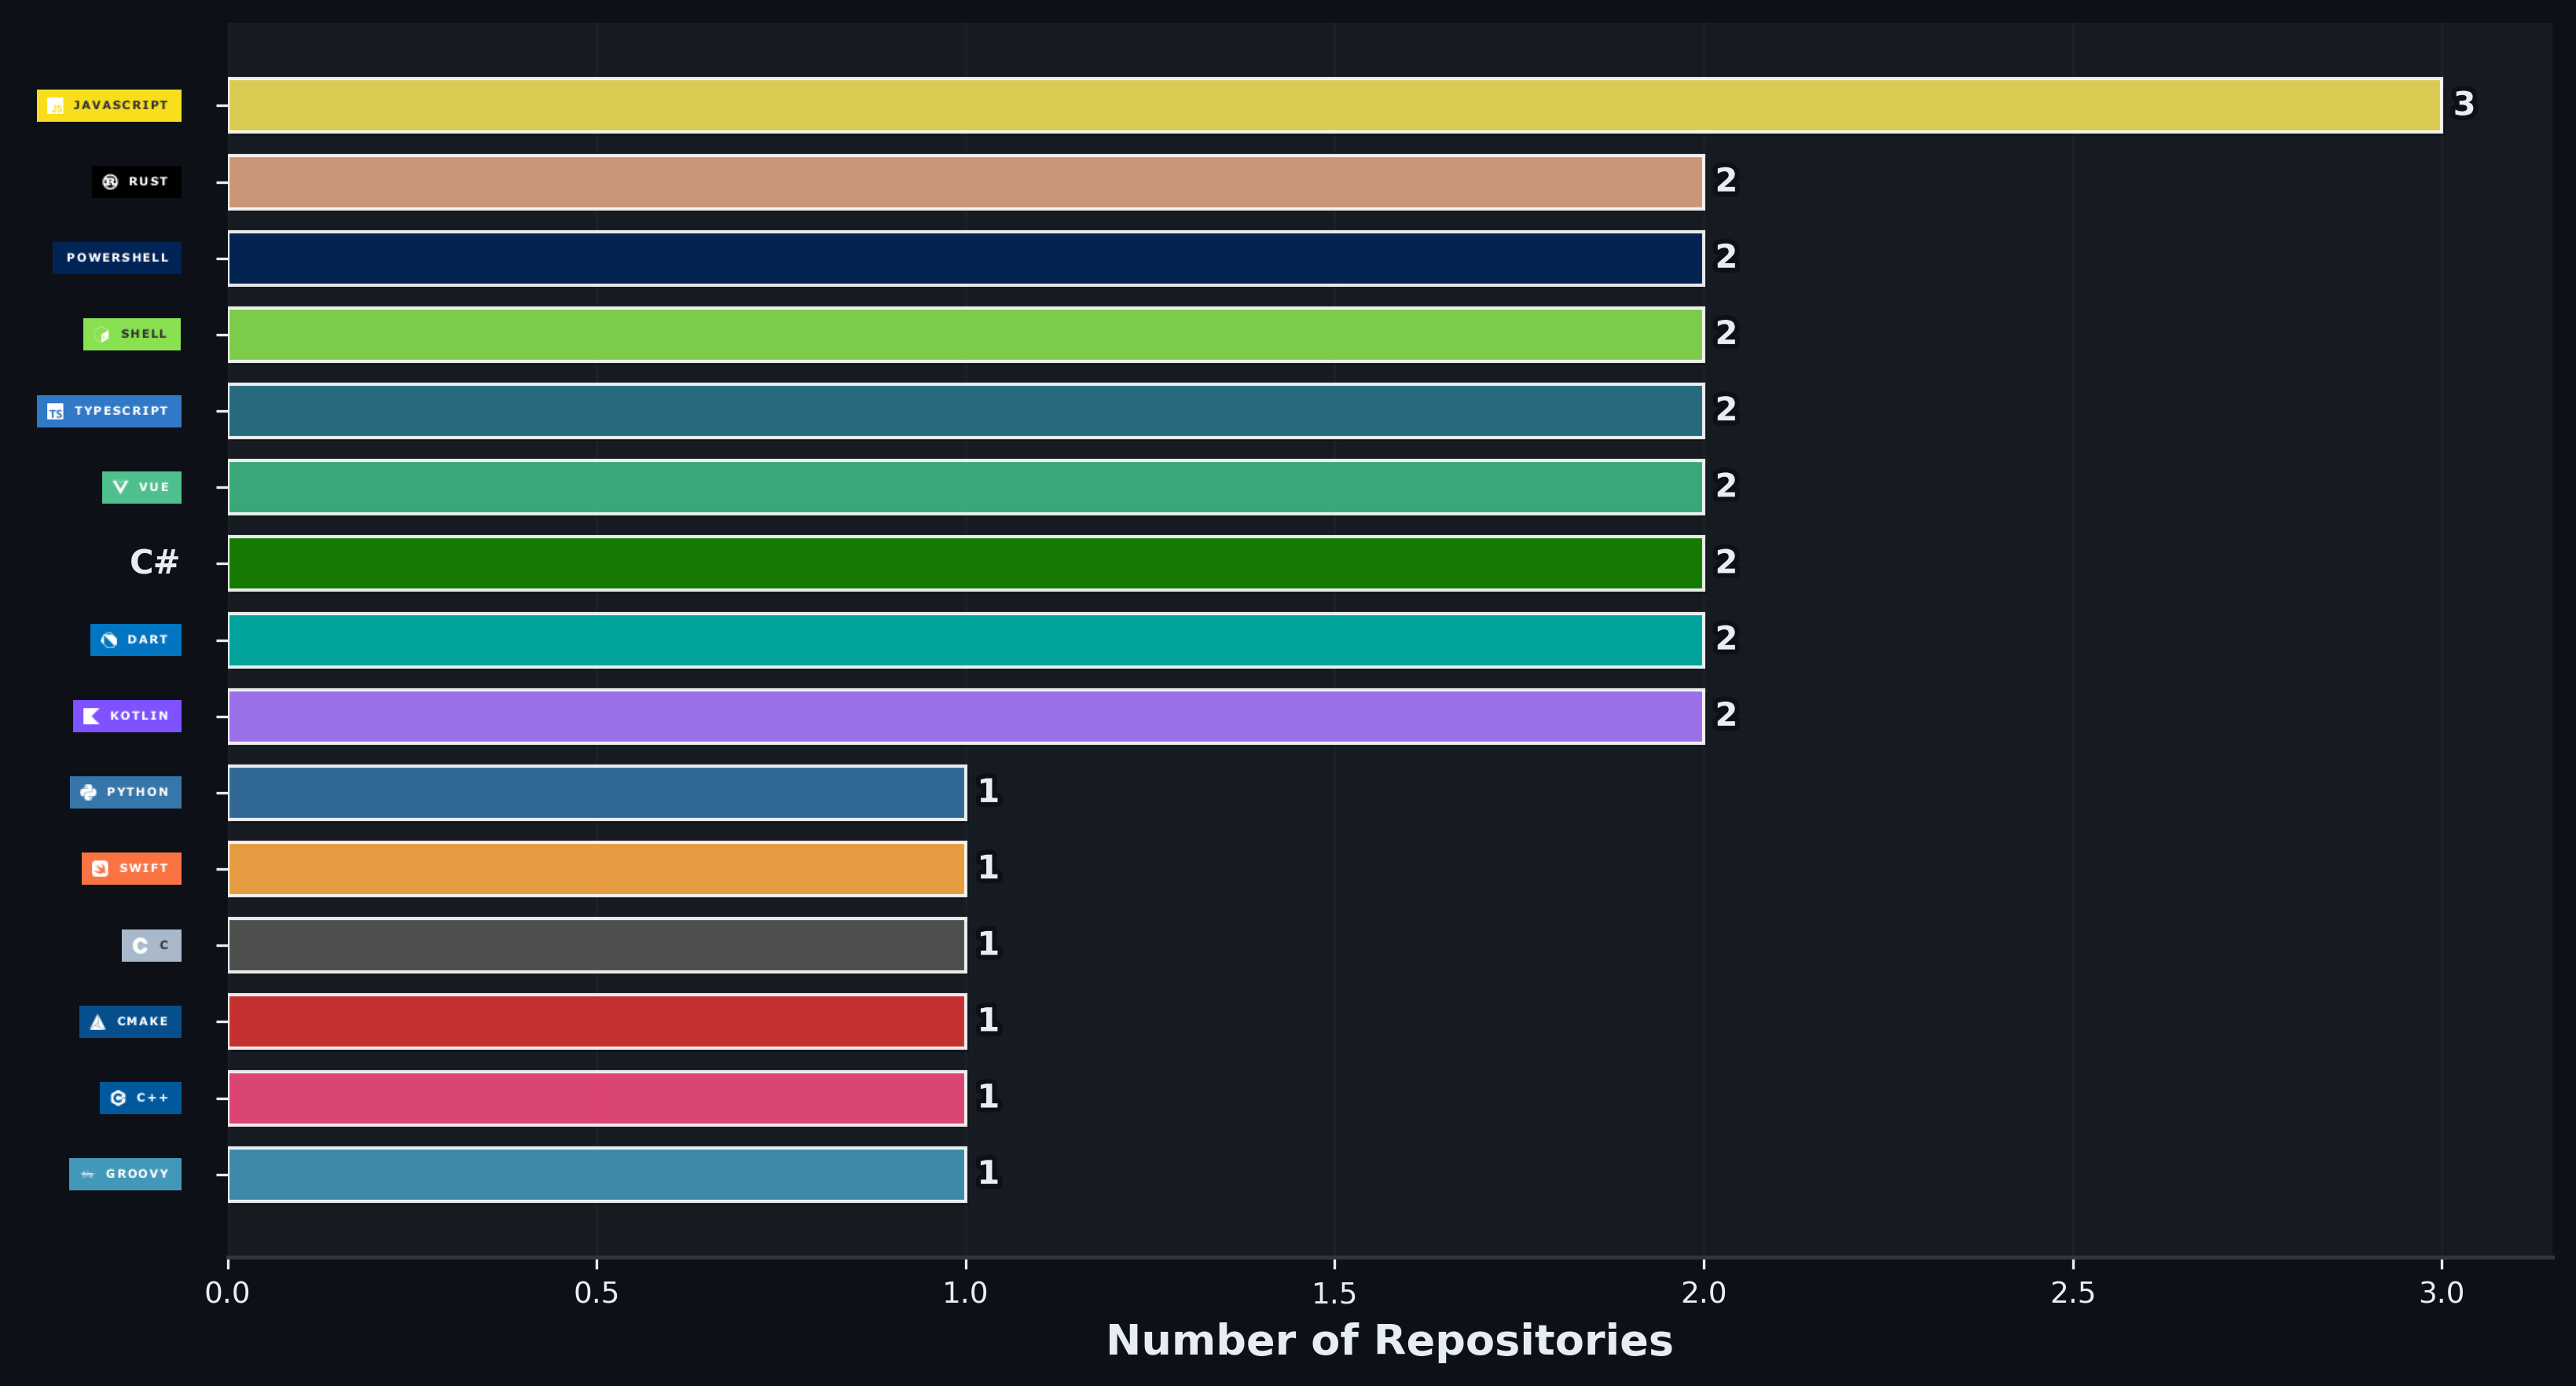 JAVASCRIPT 3
RUST 2
POWERSHELL 2
SHELL 2
TS TYPESCRIPT 2
VUE 2
C# 2
DART 2
KOTLIN 2
PYTHON 1
SWIFT 1
C C 1
CMAKE 1
C C++ 1
GROOVY 1
0.0 0.5 1.0 1.5 2.0 2.5 3.0
Number of Repositories